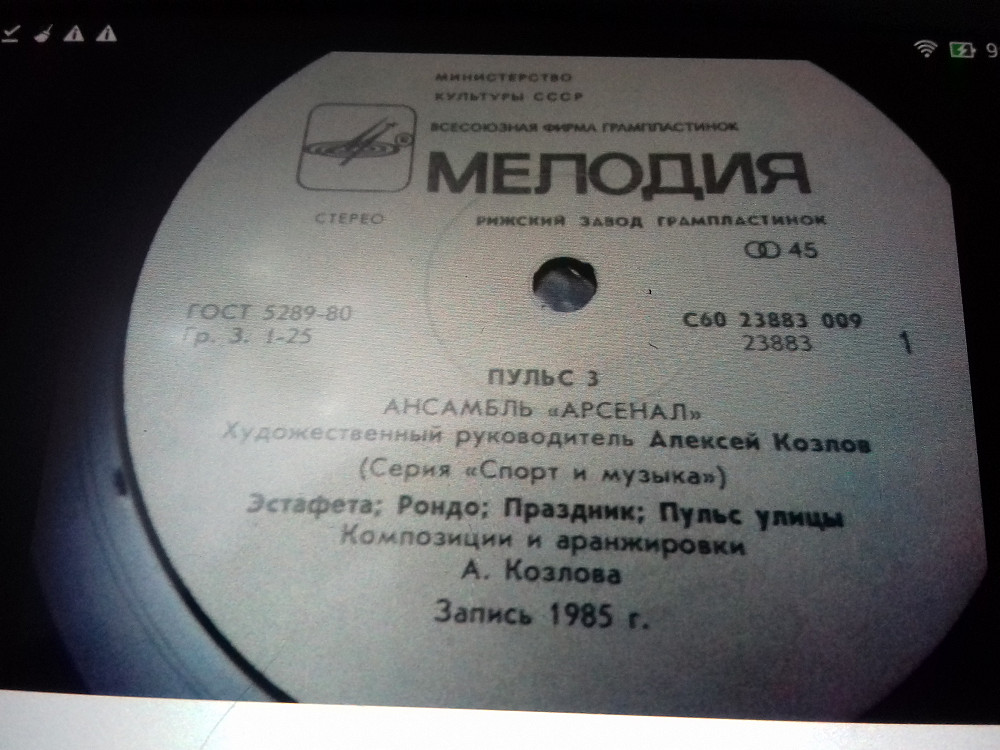 9
МИНИСТЕРСТВО
КУЛЬТУРЫ СССР
ВСЕСОЮЗНАЯ ФИРМА ГРАМПЛАСТИНОК
МЕЛОДИЯ
®
СТЕРЕО
РИЖСКИЙ ЗАВОД ГРАМПЛАСТИНОК
45
ГОСТ 5289-80
Гр. 3. 1-25
С60 23883 009
23883
1
ПУЛЬС 3
АНСАМБЛЬ «АРСЕНАЛ»
Художественный руководитель Алексей Козлов
(Серия «Спорт и музыка»)
Эстафета; Рондо; Праздник; Пульс улицы
Композиции и аранжировки
А. Козлова
Запись 1985 г.